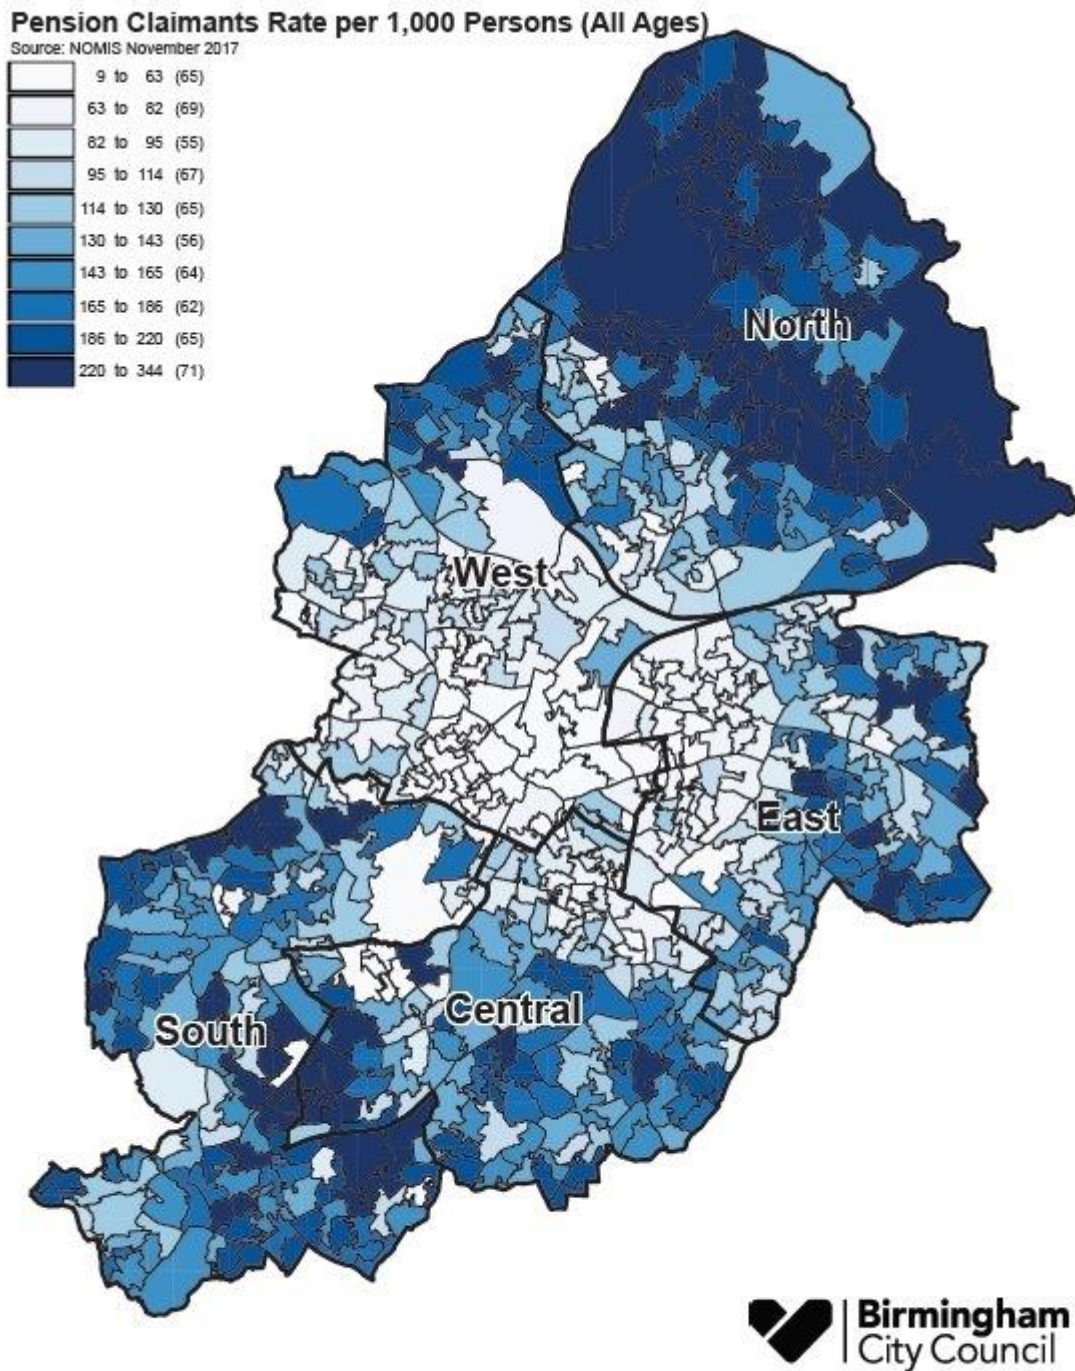 Pension Claimants Rate per 1,000 Persons (All Ages)
Source: NOMIS November 2017
9 to 63 (65)
63 to 82 (69)
82 to 95 (55)
95 to 114 (67)
114 to 130 (65)
130 to 143 (56)
143 to 165 (64)
165 to 186 (62)
186 to 220 (65)
220 to 344 (71)
North
West
East
Central
South
Birmingham
City Council